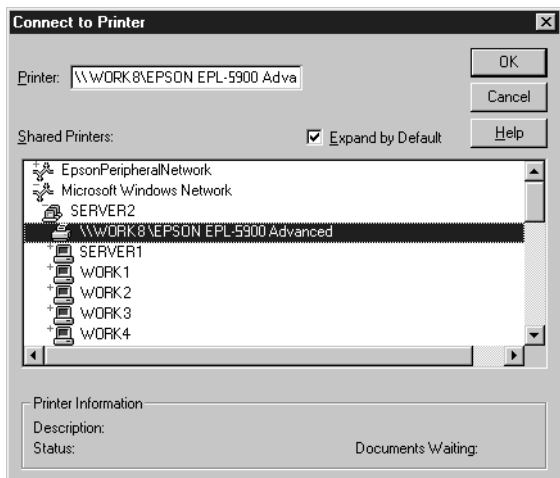 Connect to Printer
Printer: \\WORK8\EPSON EPL-5900 Adva
OK
Cancel
Help
Shared Printers:
Expand by Default
EpsonPeripheralNetwork
Microsoft Windows Network
SERVER2
\\WORK8\EPSON EPL-5900 Advanced
SERVER1
WORK1
WORK2
WORK3
WORK4
Printer Information
Description:
Status:
Documents Waiting: